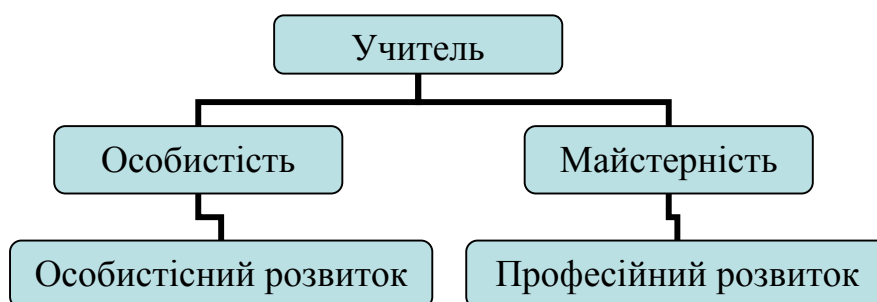 Учитель
Особистість
Майстерність
Особистісний розвиток
Професійний розвиток